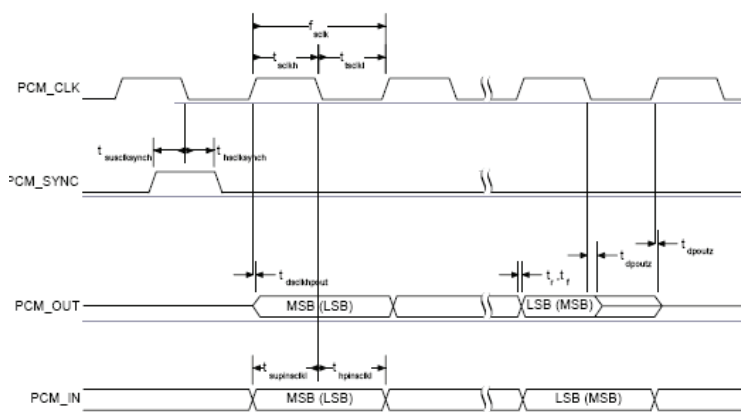 f sclk
t sclkh
t tsclkl
PCM_CLK
t susclksynch
t hsclksynch
PCM_SYNC
t dpoutz
t dpoutz
t dsclkhpout
t r , t f
PCM_OUT
MSB (LSB)
LSB (MSB)
t supinsclkl
t hpinsclkl
PCM_IN
MSB (LSB)
LSB (MSB)